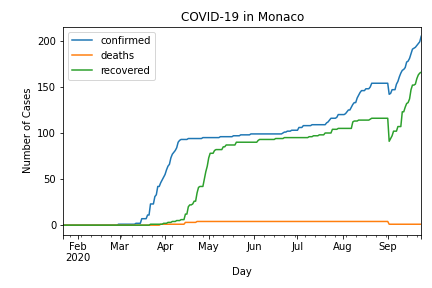 COVID-19 in Monaco
confirmed
deaths
recovered
Number of Cases
200
150
100
50
0
Feb
2020
Mar
Apr
May
Jun
Jul
Aug
Sep
Day